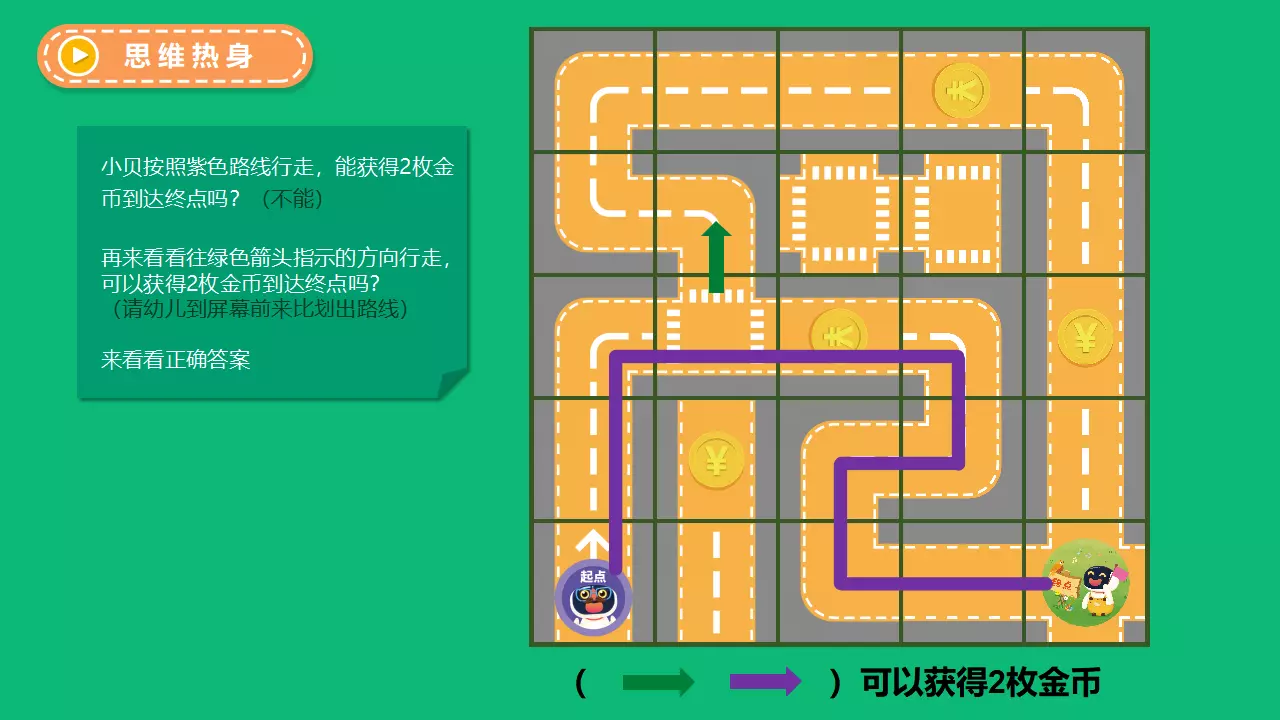 思维热身
小贝按照紫色路线行走，能获得2枚金
币到达终点吗？（不能）
再来看看往绿色箭头指示的方向行走，
可以获得2枚金币到达终点吗？
（请幼儿到屏幕前来比划出路线）
来看看正确答案
¥
¥
¥
¥
起点
终点
（ ）可以获得2枚金币